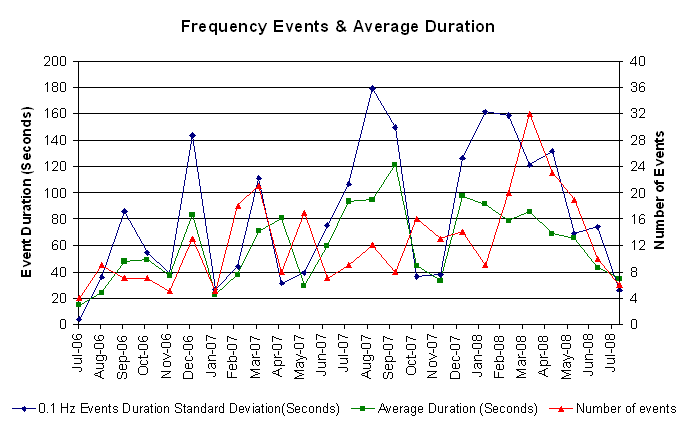 Frequency Events & Average Duration
200
180
160
140
120
100
80
60
40
20
0
Event Duration (Seconds)
40
36
32
28
24
20
16
12
8
4
0
Number of Events
Jul-06
Aug-06
Sep-06
Oct-06
Nov-06
Dec-06
Jan-07
Feb-07
Mar-07
Apr-07
May-07
Jun-07
Jul-07
Aug-07
Sep-07
Oct-07
Nov-07
Dec-07
Jan-08
Feb-08
Mar-08
Apr-08
May-08
Jun-08
Jul-08
0.1 Hz Events Duration Standard Deviation(Seconds) Average Duration (Seconds) Number of events